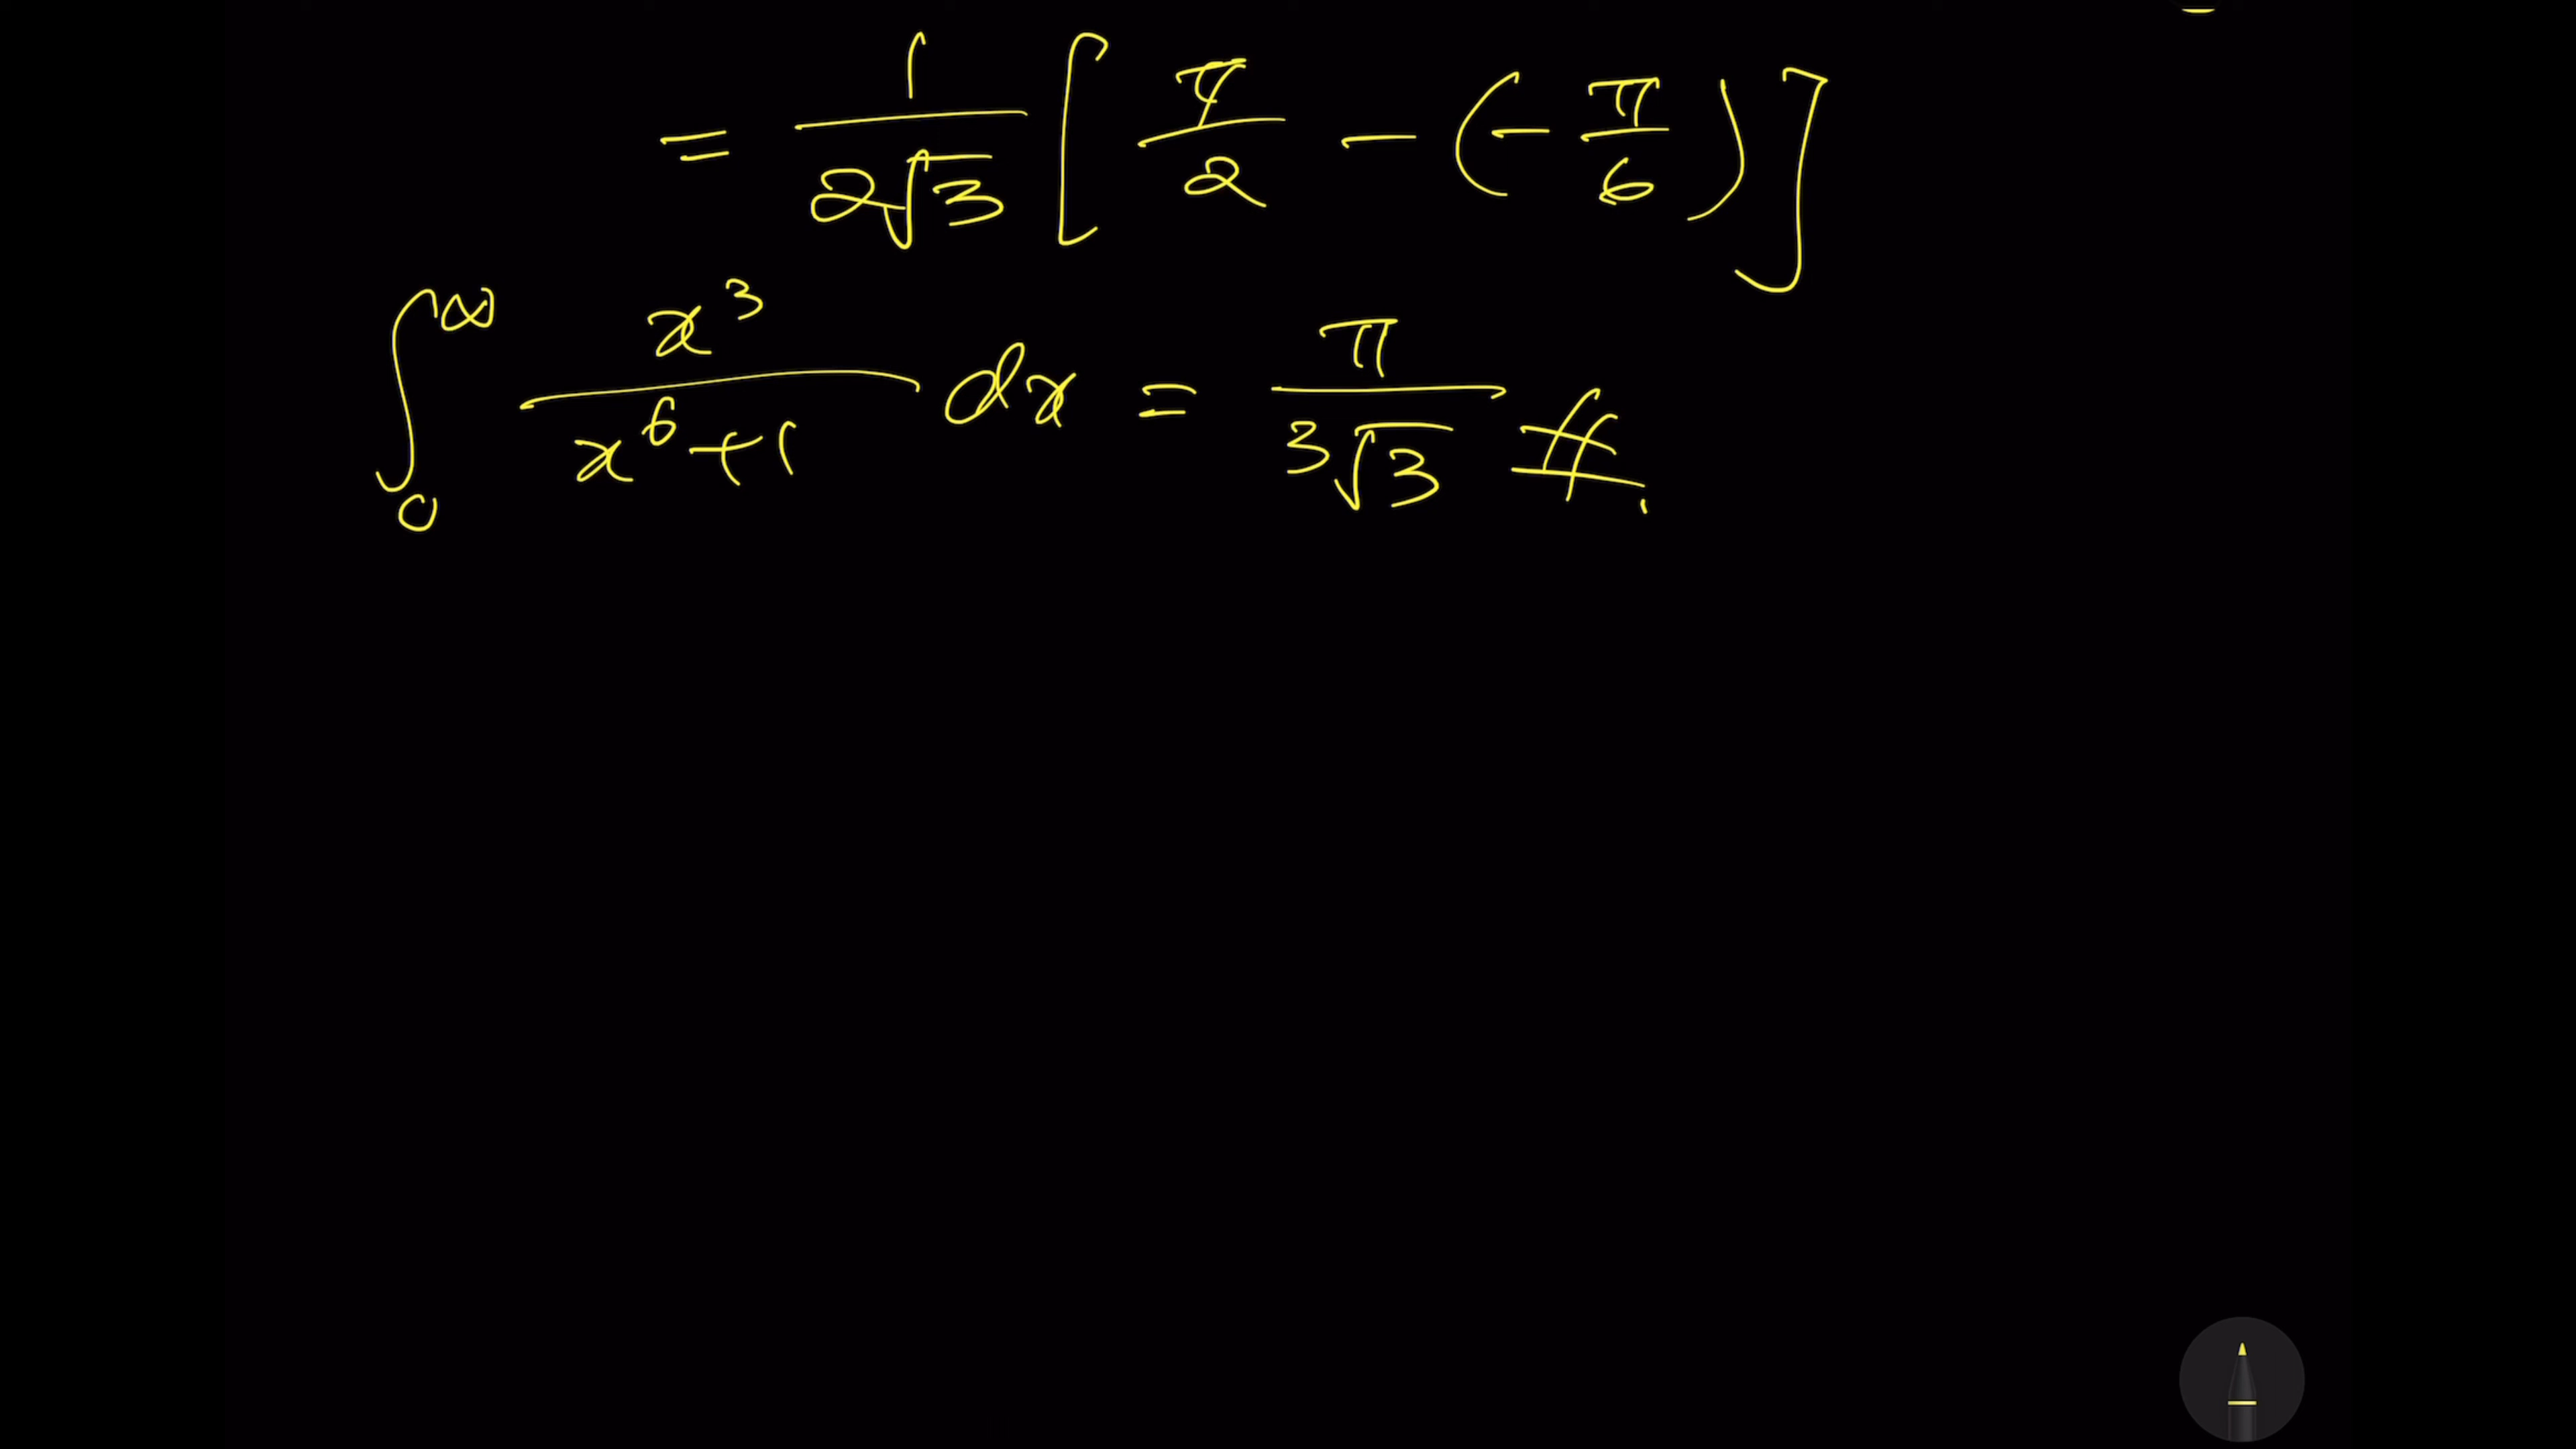 = 1/(2√3) [π/2 − (−π/6)]
∫₀^∞ x³/(x⁶+1) dx = π/(3√3) #.